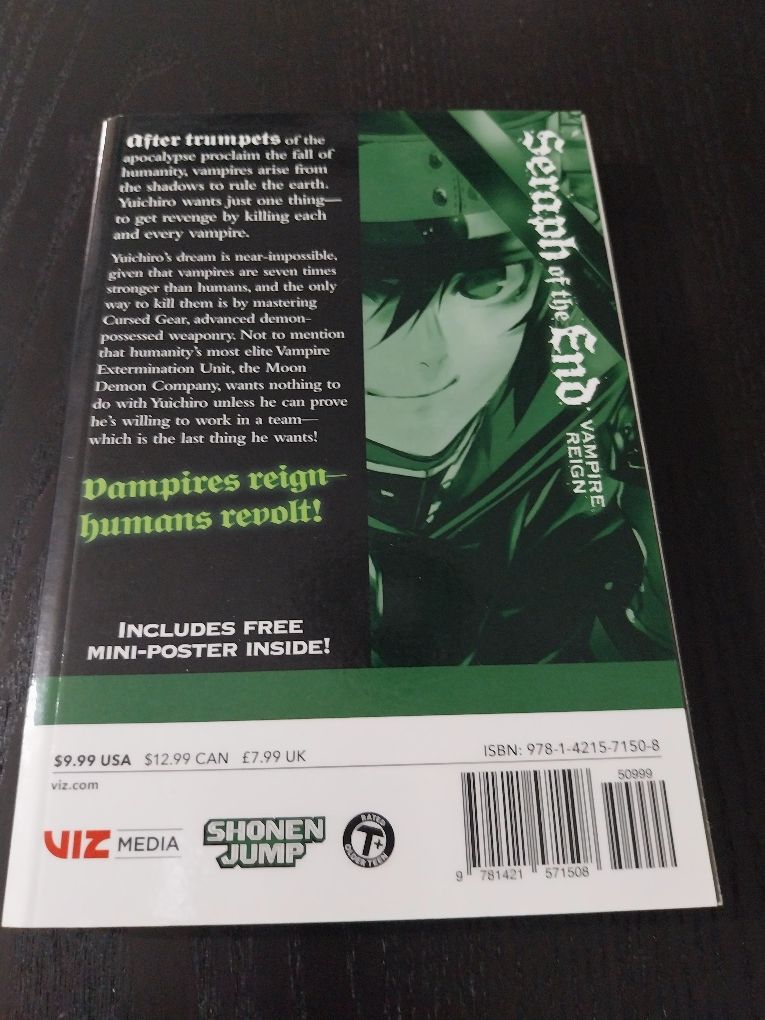 After trumpets of the
apocalypse proclaim the fall of
humanity, vampires arise from
the shadows to rule the earth.
Yuichiro wants just one thing—
to get revenge by killing each
and every vampire.
Yuichiro's dream is near-impossible,
given that vampires are seven times
stronger than humans, and the only
way to kill them is by mastering
Cursed Gear, advanced demon-
possessed weaponry. Not to mention
that humanity's most elite Vampire
Extermination Unit, the Moon
Demon Company, wants nothing to
do with Yuichiro unless he can prove
he's willing to work in a team—
which is the last thing he wants!
Vampires reign—
humans revolt!
INCLUDES FREE
MINI-POSTER INSIDE!
Seraph of the End
VAMPIRE
REIGN
$9.99 USA $12.99 CAN £7.99 UK
viz.com
VIZ MEDIA
SHONEN
JUMP
RATED
T+
OLDER TEEN
ISBN: 978-1-4215-7150-8
50999
9 781421 571508